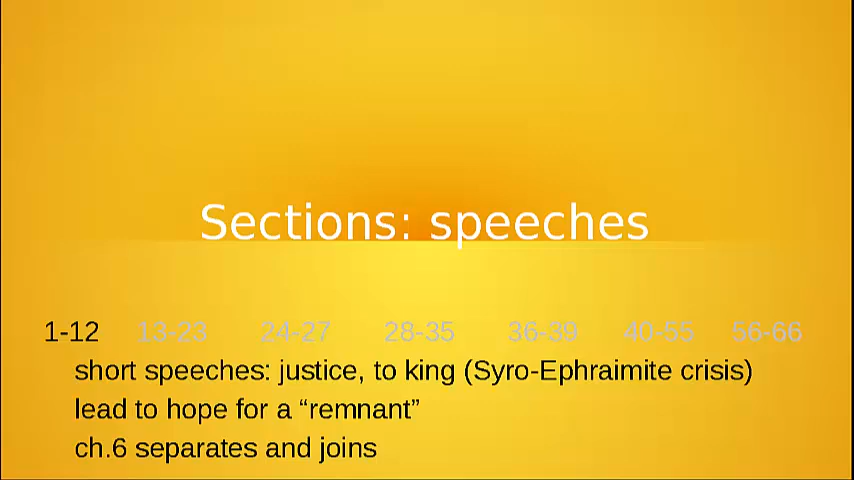 Sections: speeches
1-12 13-23 24-27 28-35 36-39 40-55 56-66
short speeches: justice, to king (Syro-Ephraimite crisis)
lead to hope for a “remnant”
ch.6 separates and joins